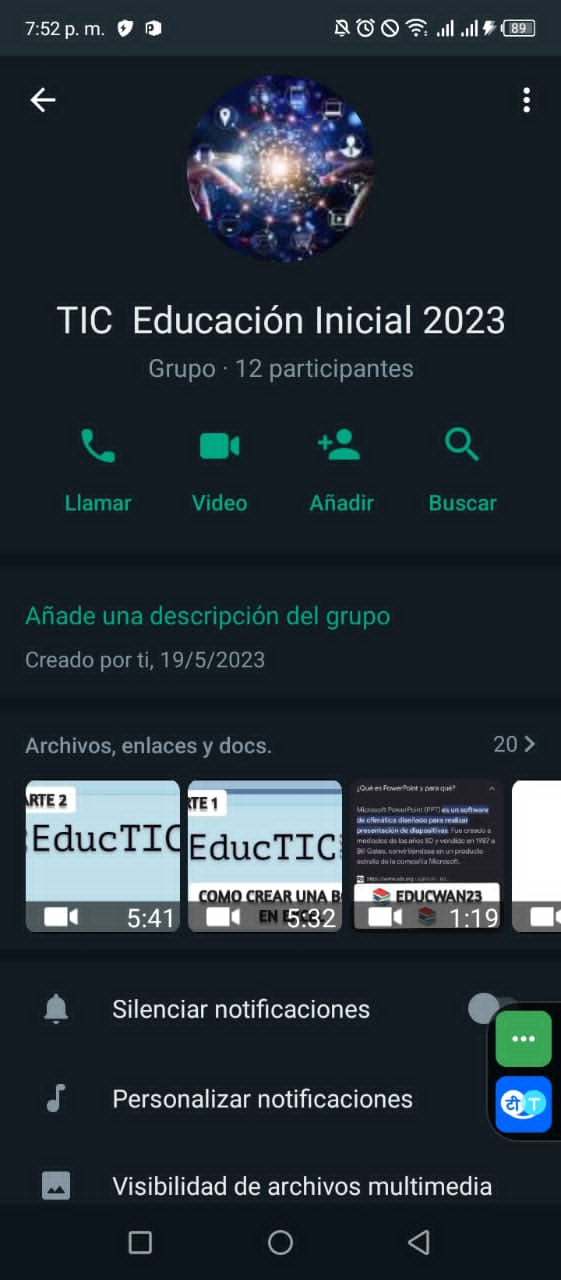 7:52 p. m.
89
TIC Educación Inicial 2023
Grupo · 12 participantes
Llamar Video Añadir Buscar
Añade una descripción del grupo
Creado por ti, 19/5/2023
Archivos, enlaces y docs. 20
ARTE 2
EducTIC
5:41
RTE 1
EducTIC
COMO CREAR UNA B
EN
5:32
¿Qué es PowerPoint y para qué?
Microsoft PowerPoint (PPT) es un software
de ofimática diseñado para realizar
presentación de diapositivas. Fue creado a
mediados de los años 80 y vendido en 1987 a
Bill Gates, convirtiéndose en un producto
estrella de la compañía Microsoft.
EDUCWAN23
1:19
Silenciar notificaciones
Personalizar notificaciones
Visibilidad de archivos multimedia
टी T